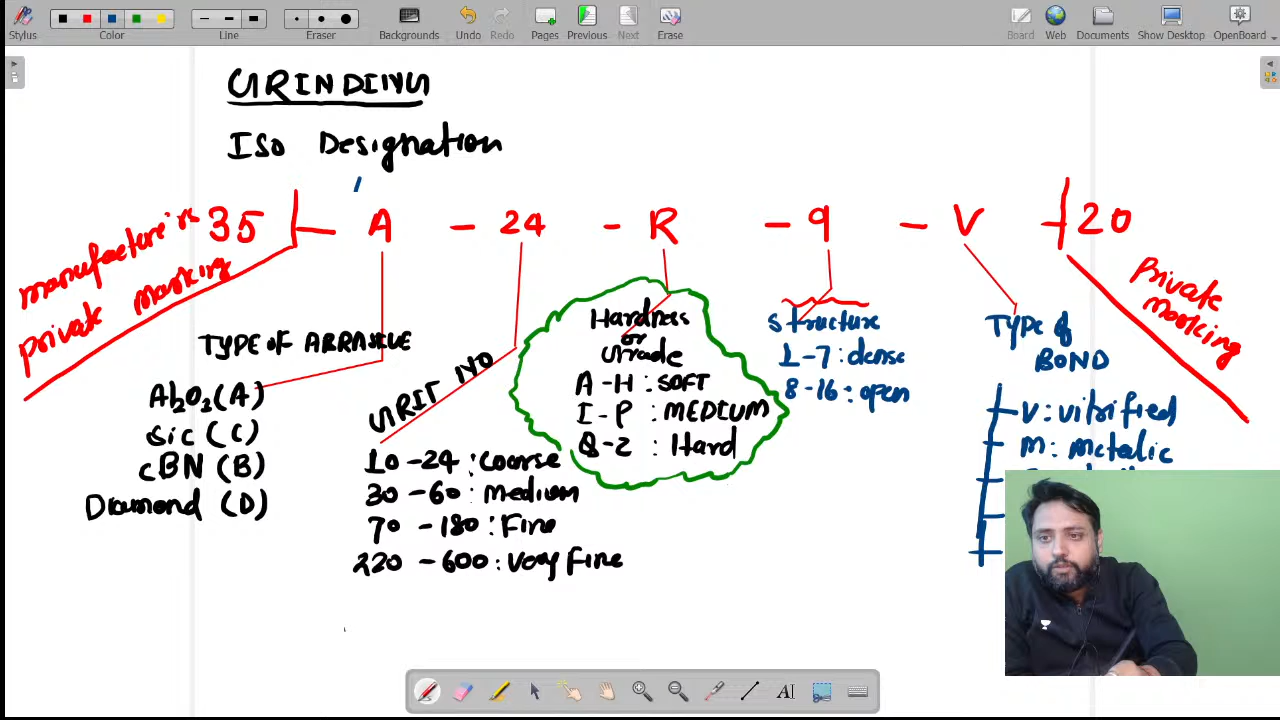 Stylus
Color
Line
Eraser
Backgrounds
Undo
Redo
Pages
Previous
Next
Erase
Board
Web
Documents
Show Desktop
OpenBoard
GRINDING
ISO Designation
35 - A - 24 - R - 9 - V - 20
manufacturer's
private marking
TYPE OF ABRASIVE
Al2O3 (A)
Sic (C)
CBN (B)
Diamond (D)
GRIT NO
10 - 24 : Coarse
30 - 60 : Medium
70 - 180 : Fine
220 - 600 : Very Fine
Hardness
or
Grade
A - H : SOFT
I - P : MEDIUM
Q - Z : Hard
Structure
1 - 7 : dense
8 - 16 : open
TYPE of
BOND
V : vitrified
M : metalic
Private
marking